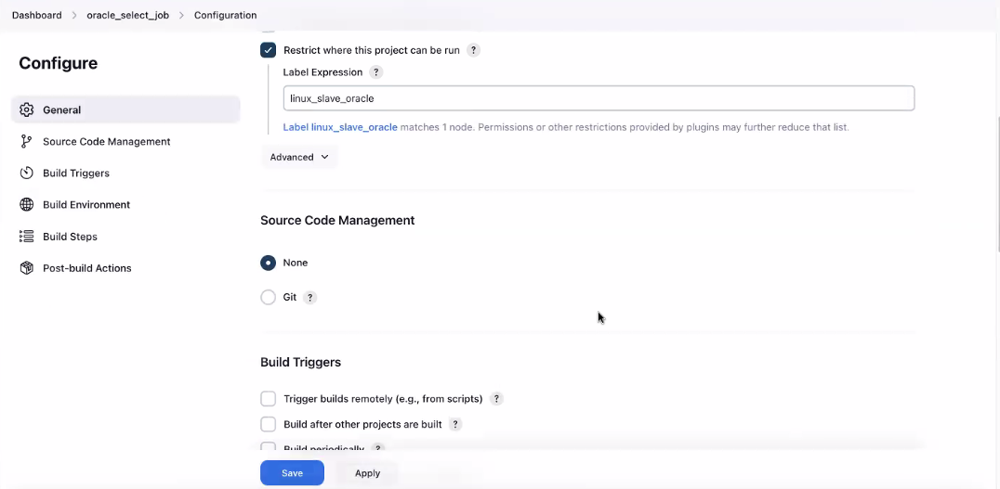 Dashboard > oracle_select_job > Configuration
Configure
General
Source Code Management
Build Triggers
Build Environment
Build Steps
Post-build Actions
Restrict where this project can be run ?
Label Expression ?
linux_slave_oracle
Label linux_slave_oracle matches 1 node. Permissions or other restrictions provided by plugins may further reduce that list.
Advanced
Source Code Management
None
Git ?
Build Triggers
Trigger builds remotely (e.g., from scripts) ?
Build after other projects are built ?
Build periodically ?
Save Apply